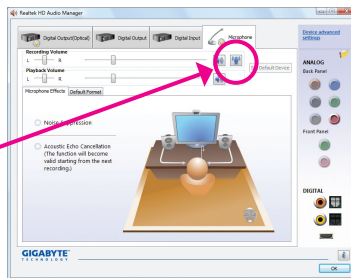 Realtek HD Audio Manager
Digital Output(Optical)
Digital Output
Digital Input
Microphone
Device advanced
settings
Recording Volume
L
R
Default Device
Playback Volume
L
R
Microphone Effects
Default Format
Noise Suppression
Acoustic Echo Cancellation
(The function will become
valid starting from the next
recording.)
ANALOG
Back Panel
Front Panel
DIGITAL
GIGABYTE
TECHNOLOGY
i
OK